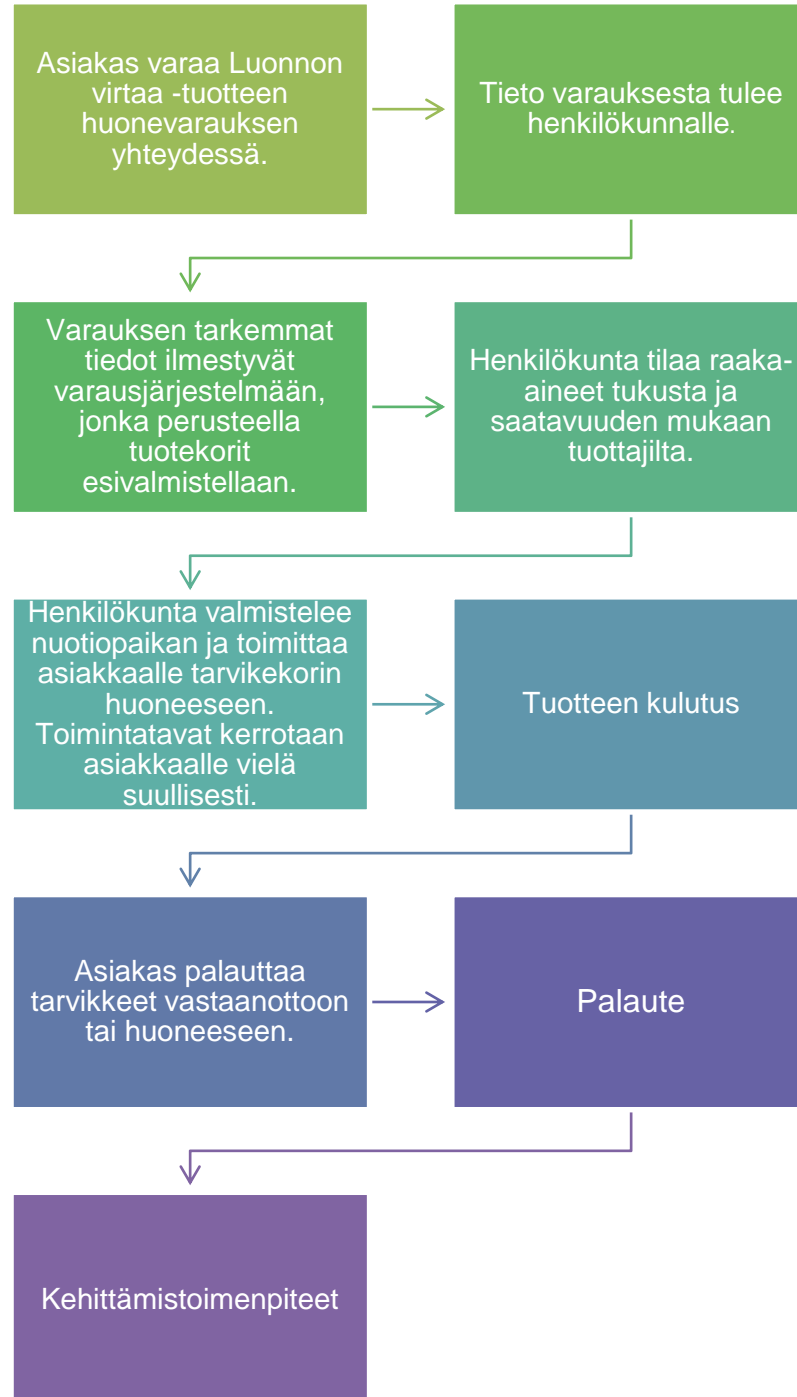 Asiakas varaa Luonnon
virtaa -tuotteen
huonevarauksen
yhteydessä.
Tieto varauksesta tulee
henkilökunnalle.
Varauksen tarkemmat
tiedot ilmestyvät
varausjärjestelmään,
jonka perusteella
tuotekorit
esivalmistellaan.
Henkilökunta tilaa raaka-
aineet tukusta ja
saatavuuden mukaan
tuottajilta.
Henkilökunta valmistelee
nuotiopaikan ja toimittaa
asiakkaalle tarvikekorin
huoneeseen.
Toimintatavat kerrotaan
asiakkaalle vielä
suullisesti.
Tuotteen kulutus
Asiakas palauttaa
tarvikkeet vastaanottoon
tai huoneeseen.
Palaute
Kehittämistoimenpiteet